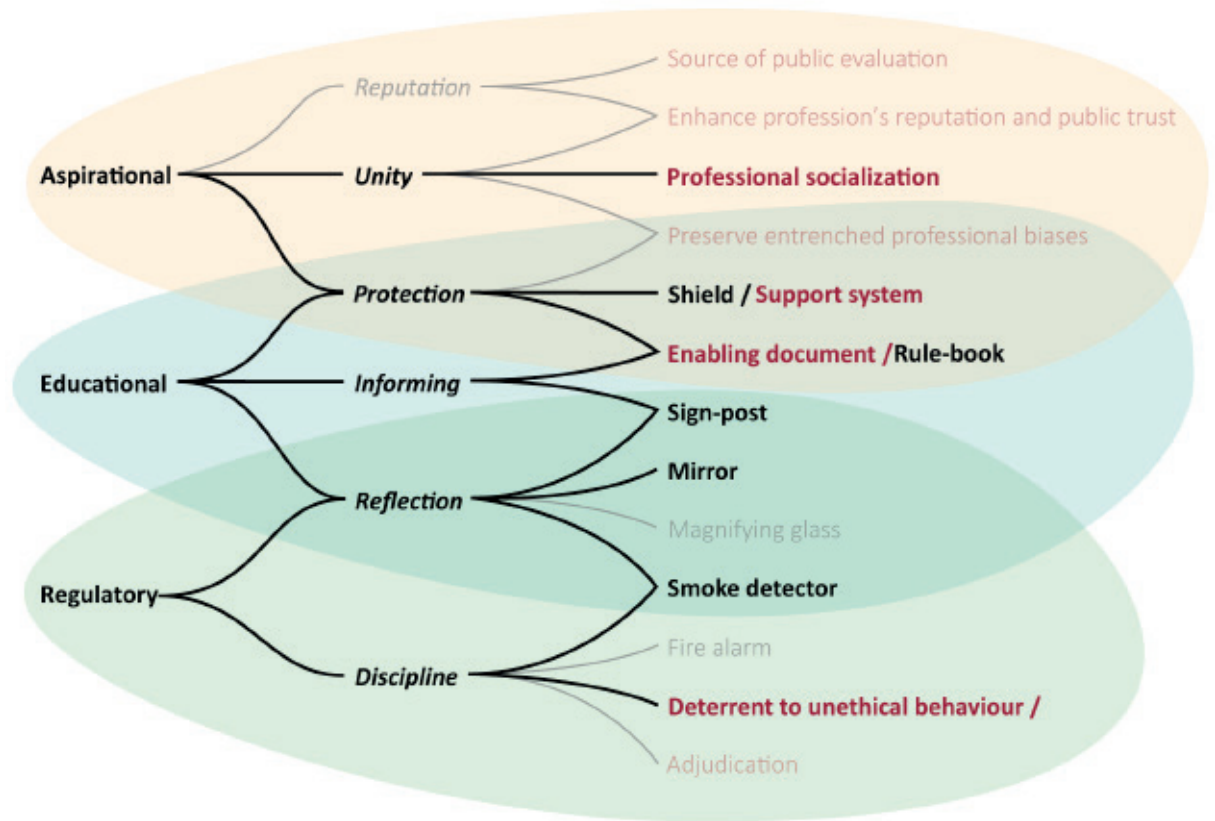 Source of public evaluation
Reputation
Enhance profession's reputation and public trust
Aspirational
Unity
Professional socialization
Preserve entrenched professional biases
Protection
Shield / Support system
Enabling document /Rule-book
Educational
Informing
Sign-post
Mirror
Reflection
Magnifying glass
Smoke detector
Regulatory
Fire alarm
Discipline
Deterrent to unethical behaviour /
Adjudication